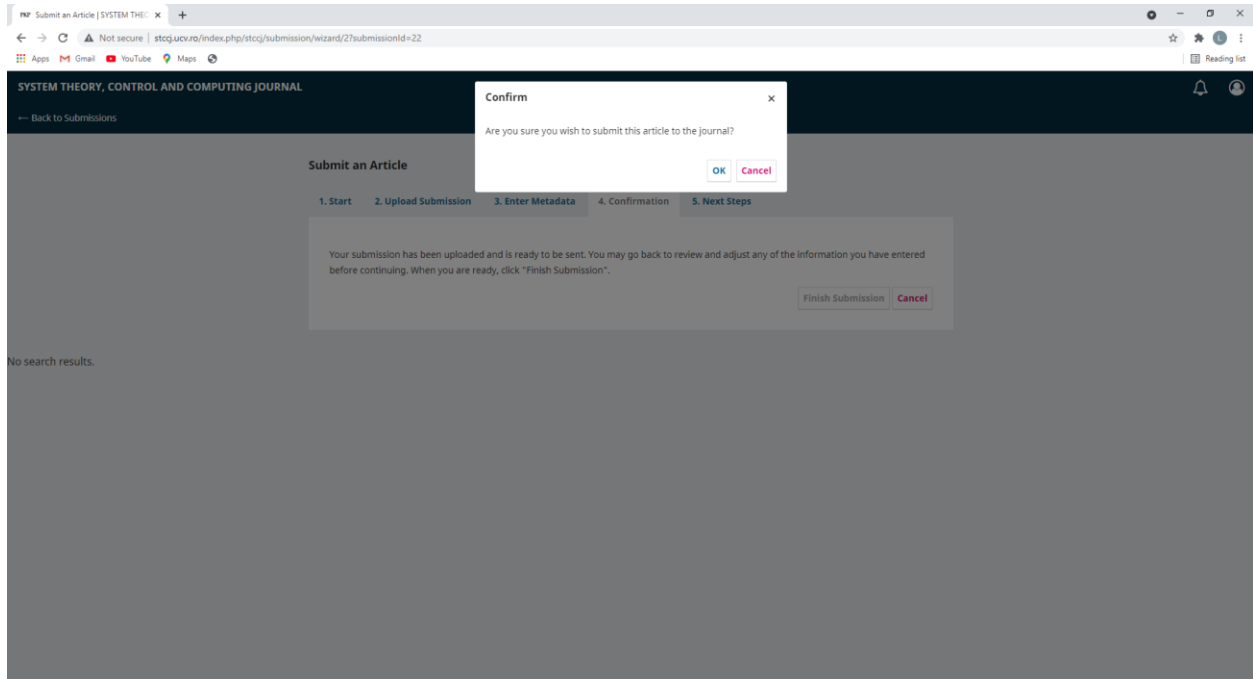 PKP Submit an Article | SYSTEM THEC
Not secure | stccj.ucv.ro/index.php/stccj/submission/wizard/2?submissionId=22
Apps Gmail YouTube Maps Reading list
SYSTEM THEORY, CONTROL AND COMPUTING JOURNAL
← Back to Submissions
Confirm
Are you sure you wish to submit this article to the journal?
OK Cancel
Submit an Article
1. Start 2. Upload Submission 3. Enter Metadata 4. Confirmation 5. Next Steps
Your submission has been uploaded and is ready to be sent. You may go back to review and adjust any of the information you have entered
before continuing. When you are ready, click "Finish Submission".
Finish Submission Cancel
No search results.